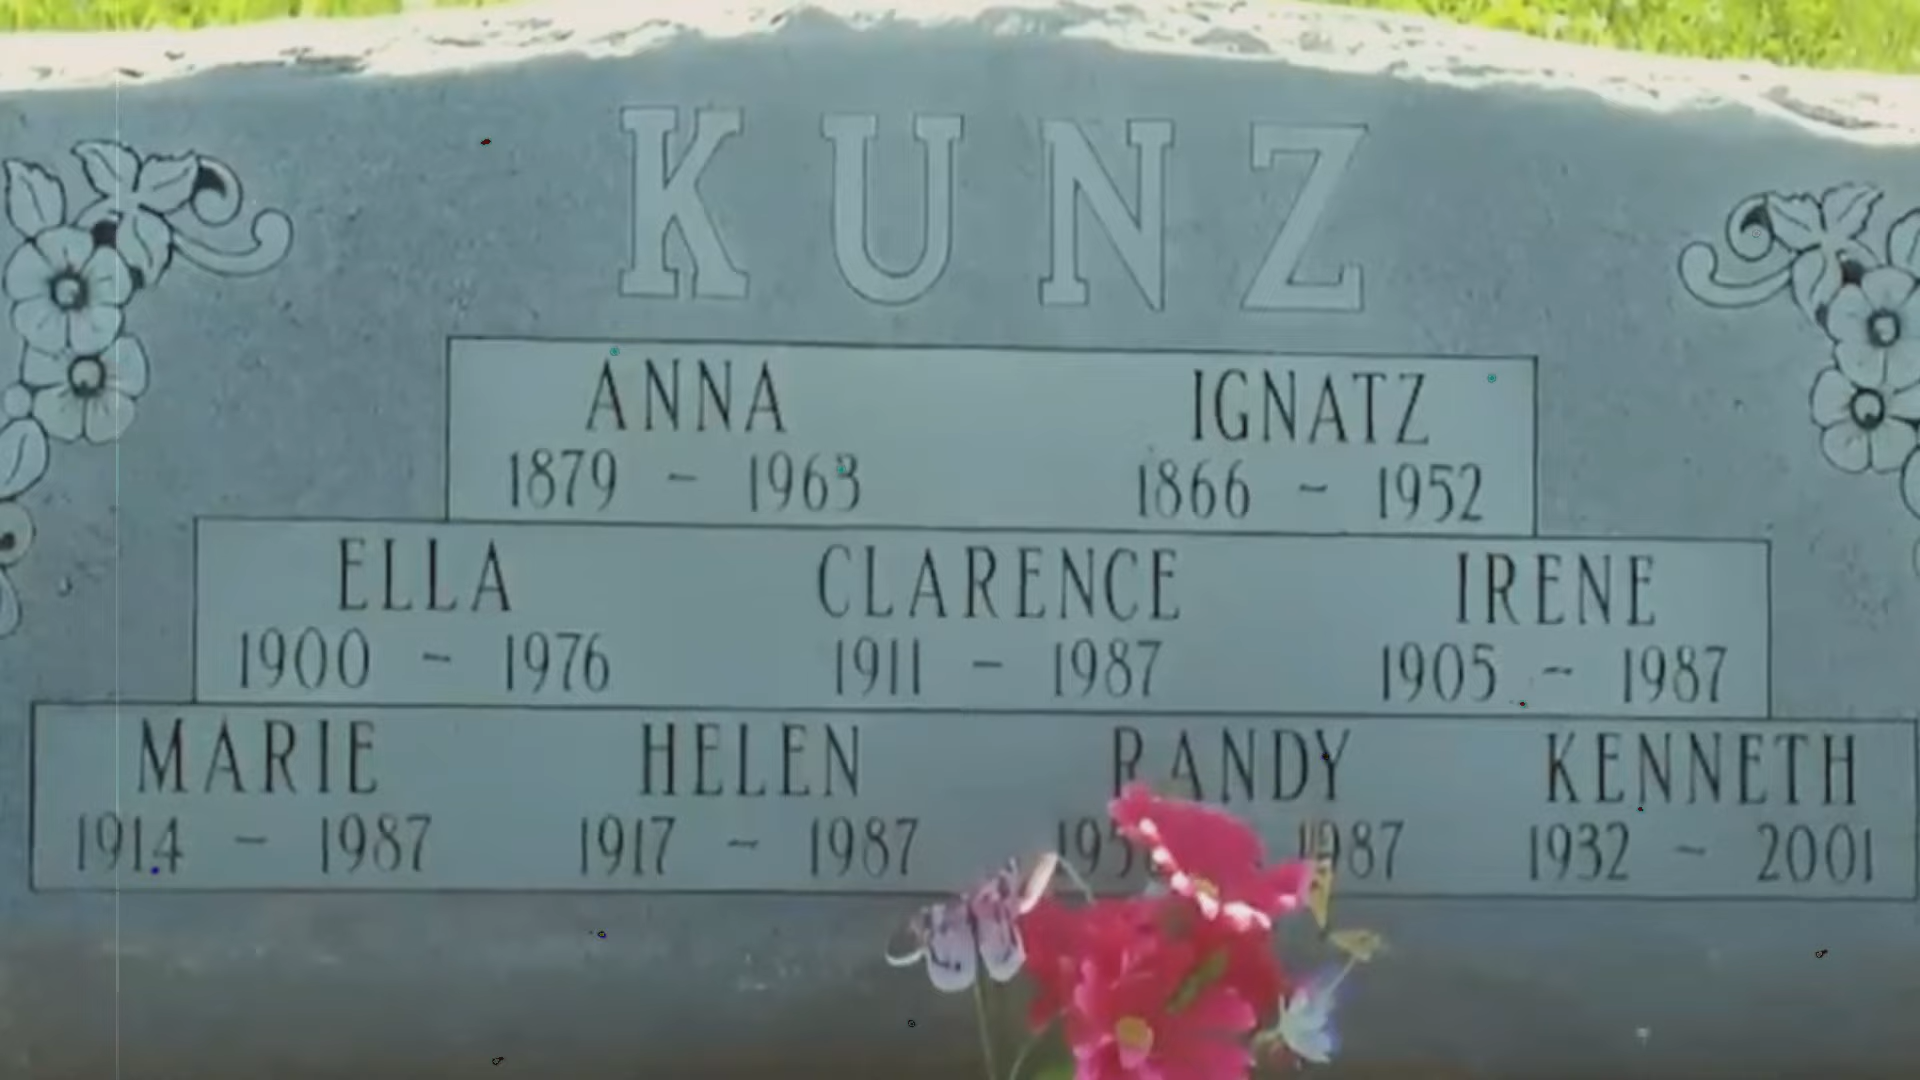 KUNZ
ANNA IGNATZ
1879 - 1963 1866 - 1952
ELLA CLARENCE IRENE
1900 - 1976 1911 - 1987 1905 - 1987
MARIE HELEN RANDY KENNETH
1914 - 1987 1917 - 1987 1987 1932 - 2001